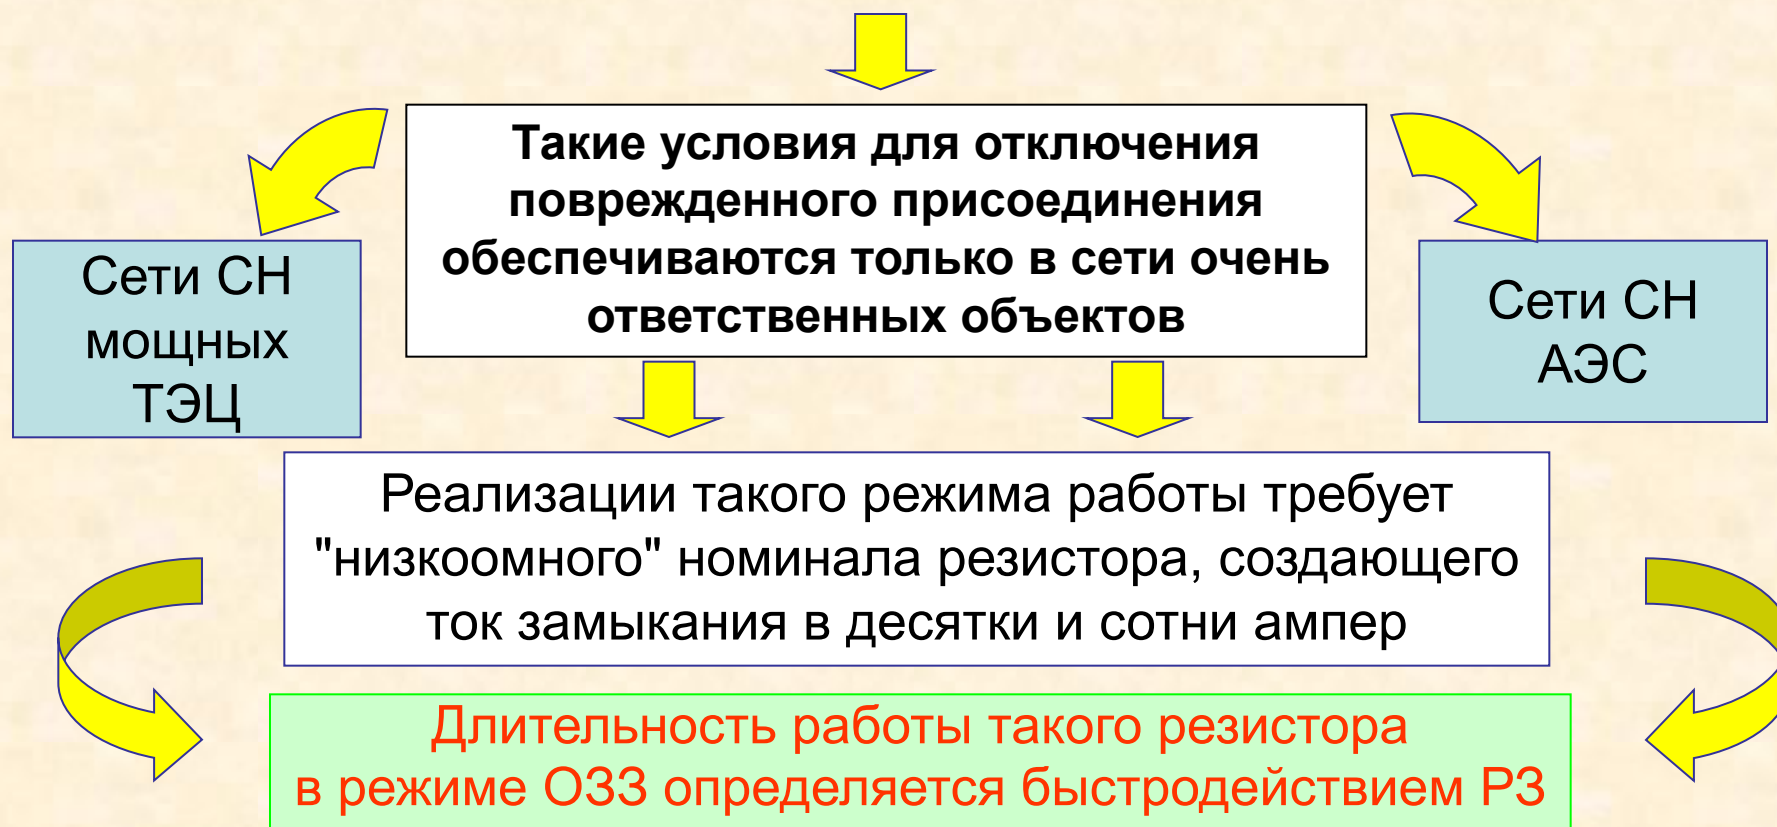 Такие условия для отключения
поврежденного присоединения
обеспечиваются только в сети очень
ответственных объектов
Сети СН
мощных
ТЭЦ
Сети СН
АЭС
Реализации такого режима работы требует
"низкоомного" номинала резистора, создающего
ток замыкания в десятки и сотни ампер
Длительность работы такого резистора
в режиме ОЗЗ определяется быстродействием РЗ